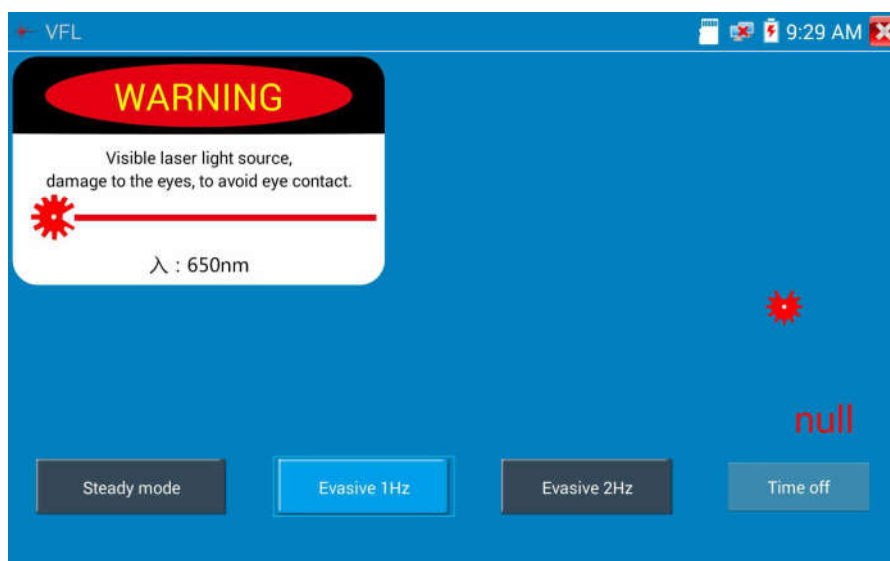 VFL
9:29 AM
WARNING
Visible laser light source,
damage to the eyes, to avoid eye contact.
入 : 650nm
null
Steady mode
Evasive 1Hz
Evasive 2Hz
Time off